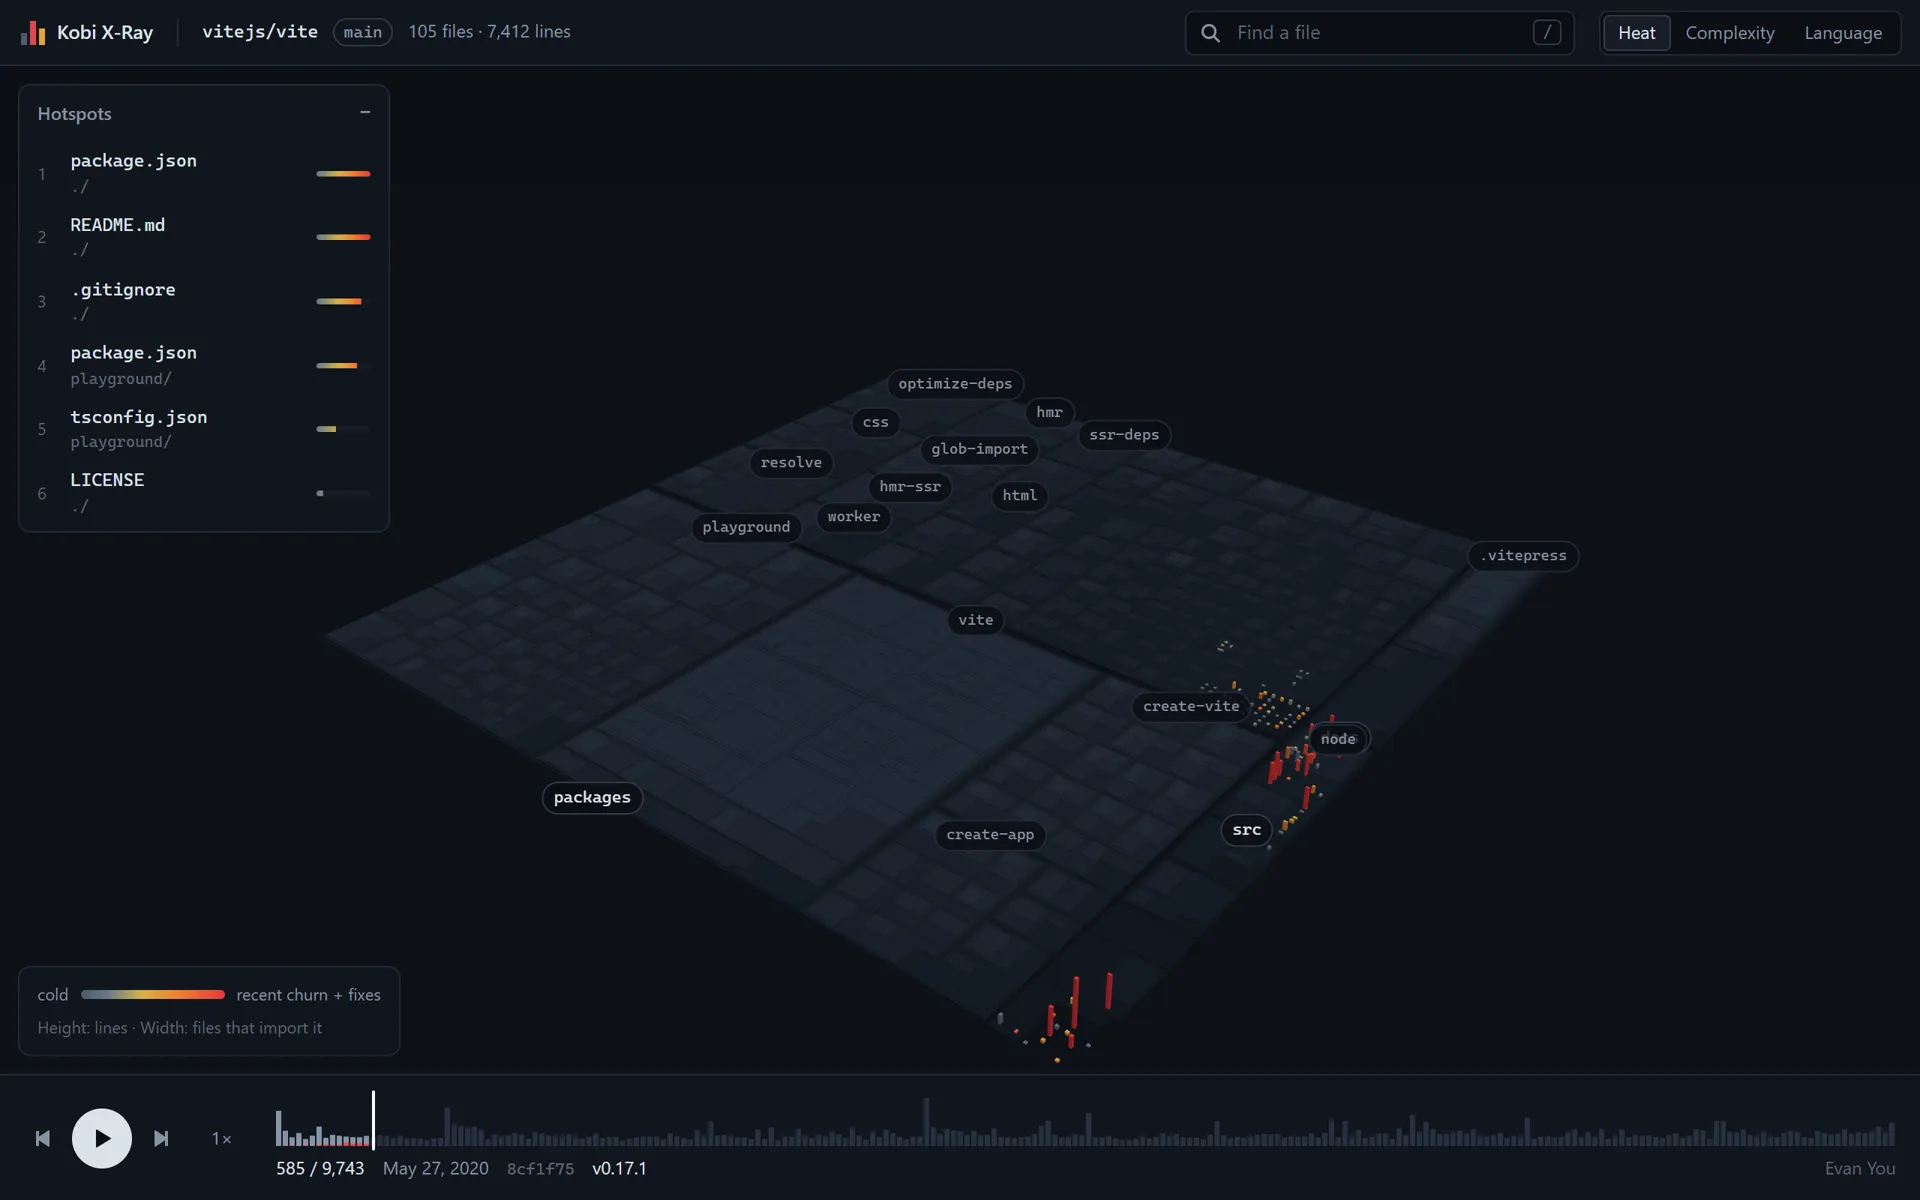 Kobi X-Ray
vitejs/vite
main
105 files · 7,412 lines
Find a file
/
Heat
Complexity
Language
Hotspots
−
1
package.json
./
2
README.md
./
3
.gitignore
./
4
package.json
playground/
5
tsconfig.json
playground/
6
LICENSE
./
optimize-deps
css
hmr
ssr-deps
glob-import
resolve
hmr-ssr
html
worker
playground
.vitepress
vite
create-vite
node
packages
src
create-app
cold
recent churn + fixes
Height: lines · Width: files that import it
1×
585 / 9,743
May 27, 2020
8cf1f75
v0.17.1
Evan You